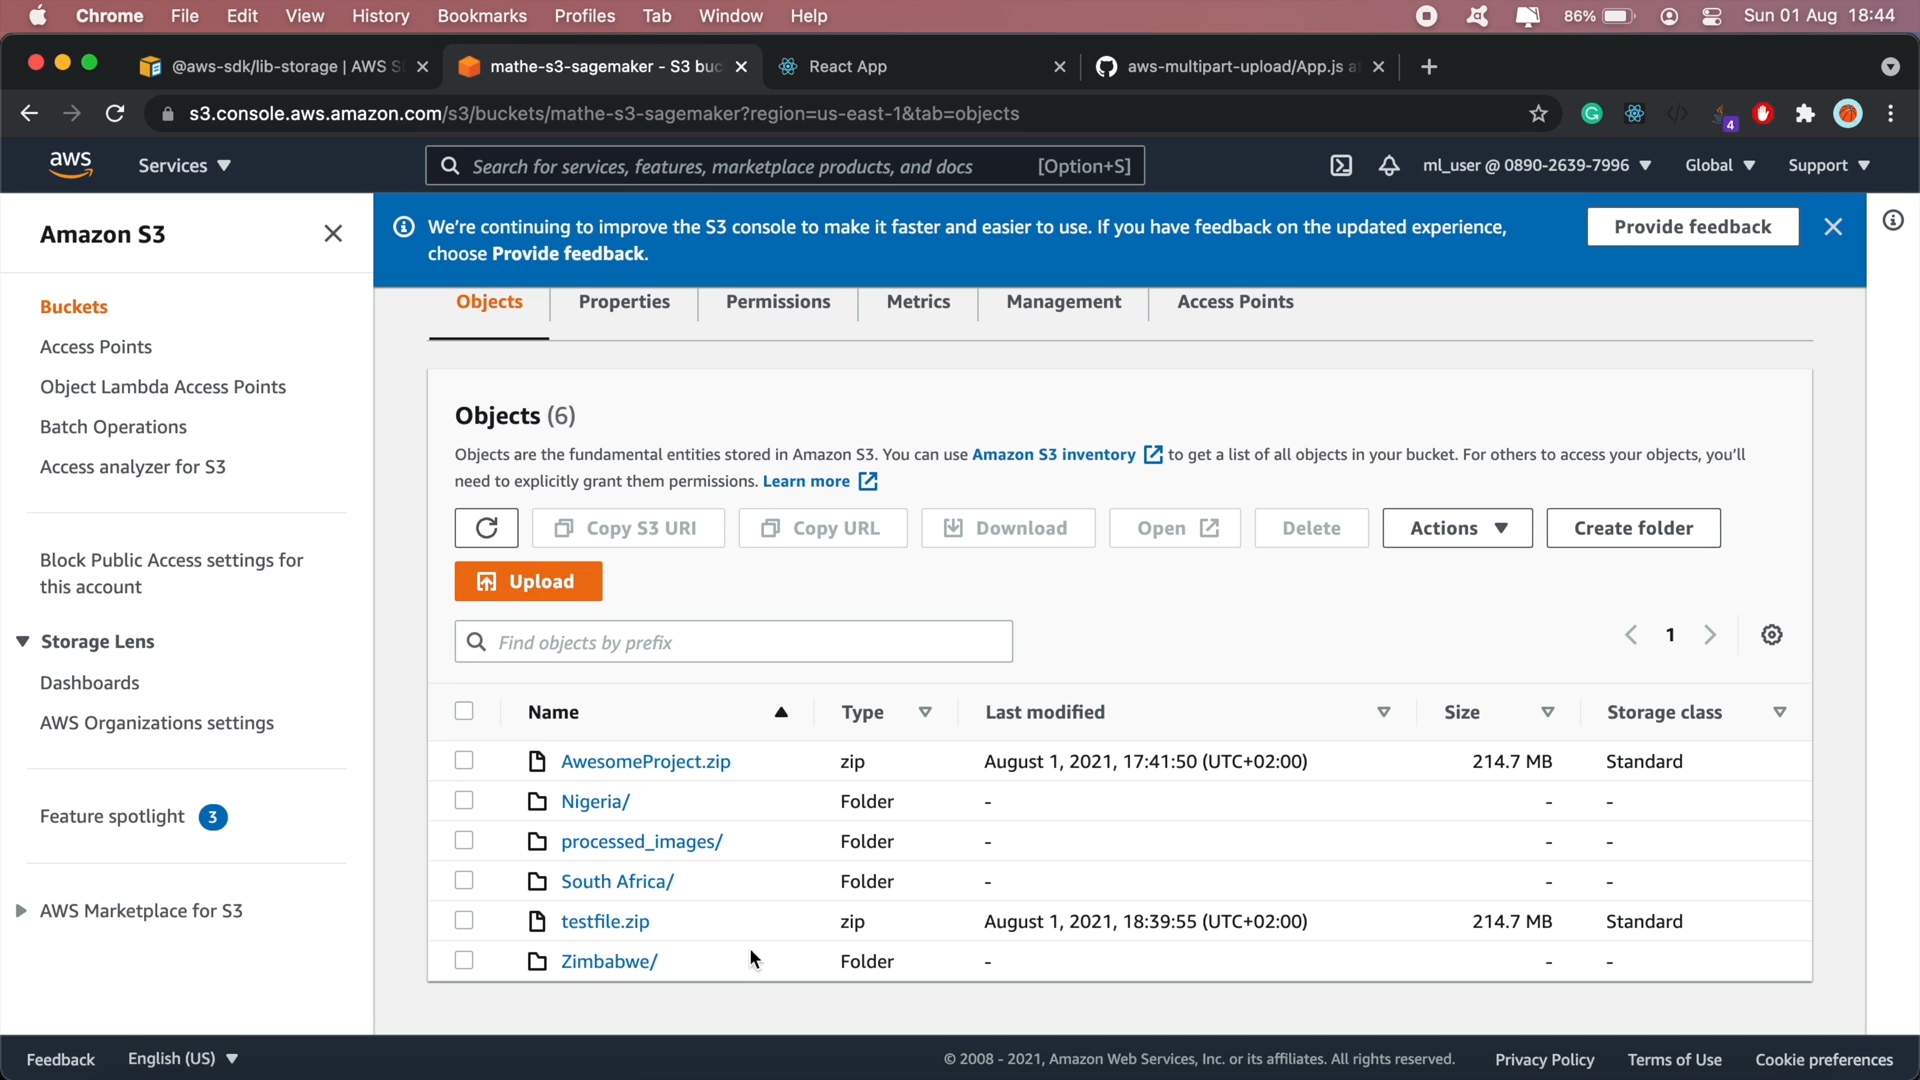 Chrome File Edit View History Bookmarks Profiles Tab Window Help 86% Sun 01 Aug 18:44
@aws-sdk/lib-storage | AWS S mathe-s3-sagemaker - S3 buc React App aws-multipart-upload/App.js a
s3.console.aws.amazon.com/s3/buckets/mathe-s3-sagemaker?region=us-east-1&tab=objects 4
aws Services Search for services, features, marketplace products, and docs [Option+S] ml_user @ 0890-2639-7996 Global Support
Amazon S3
Buckets
Access Points
Object Lambda Access Points
Batch Operations
Access analyzer for S3
Block Public Access settings for
this account
Storage Lens
Dashboards
AWS Organizations settings
Feature spotlight 3
AWS Marketplace for S3
We're continuing to improve the S3 console to make it faster and easier to use. If you have feedback on the updated experience,
choose Provide feedback.
Provide feedback
Objects Properties Permissions Metrics Management Access Points
Objects (6)
Objects are the fundamental entities stored in Amazon S3. You can use Amazon S3 inventory to get a list of all objects in your bucket. For others to access your objects, you'll
need to explicitly grant them permissions. Learn more
Copy S3 URI Copy URL Download Open Delete Actions Create folder
Upload
Find objects by prefix 1
Name Type Last modified Size Storage class
AwesomeProject.zip zip August 1, 2021, 17:41:50 (UTC+02:00) 214.7 MB Standard
Nigeria/ Folder - - -
processed_images/ Folder - - -
South Africa/ Folder - - -
testfile.zip zip August 1, 2021, 18:39:55 (UTC+02:00) 214.7 MB Standard
Zimbabwe/ Folder - - -
Feedback English (US) © 2008 - 2021, Amazon Web Services, Inc. or its affiliates. All rights reserved. Privacy Policy Terms of Use Cookie preferences